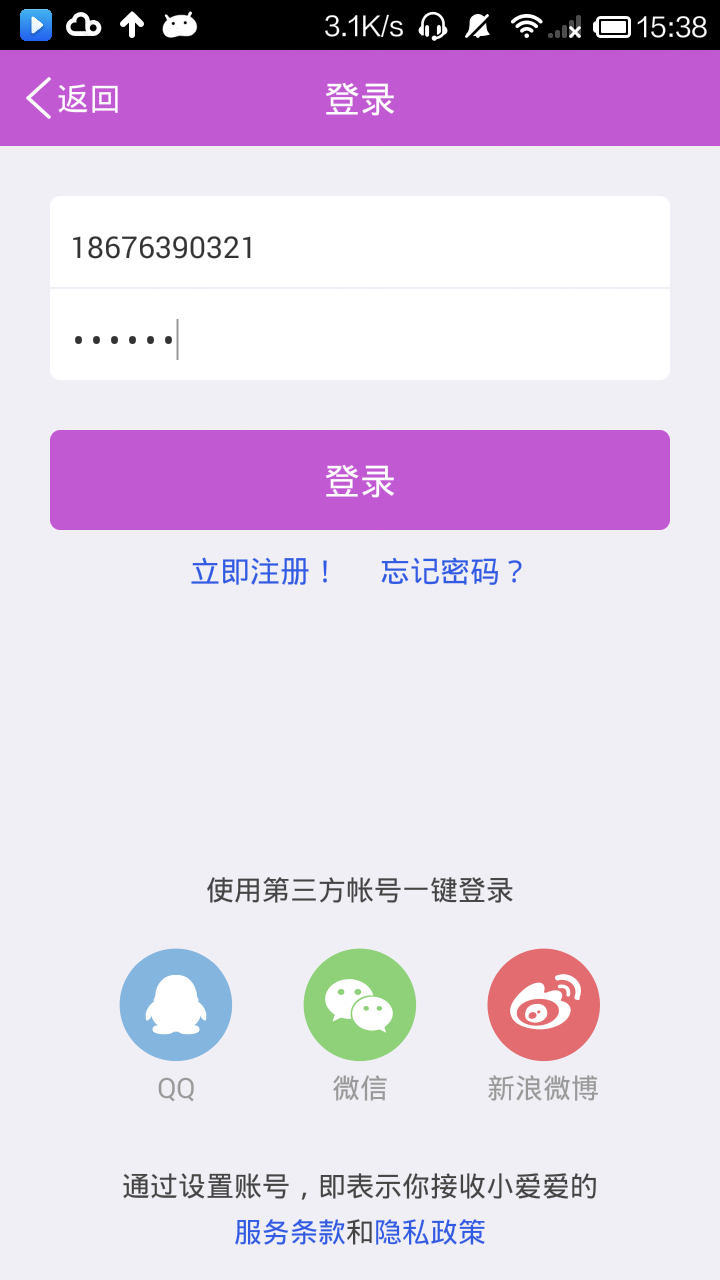 3.1K/s 15:38
返回 登录
18676390321
••••••
登录
立即注册！ 忘记密码？
使用第三方帐号一键登录
QQ 微信 新浪微博
通过设置账号，即表示你接收小爱爱的
服务条款和隐私政策